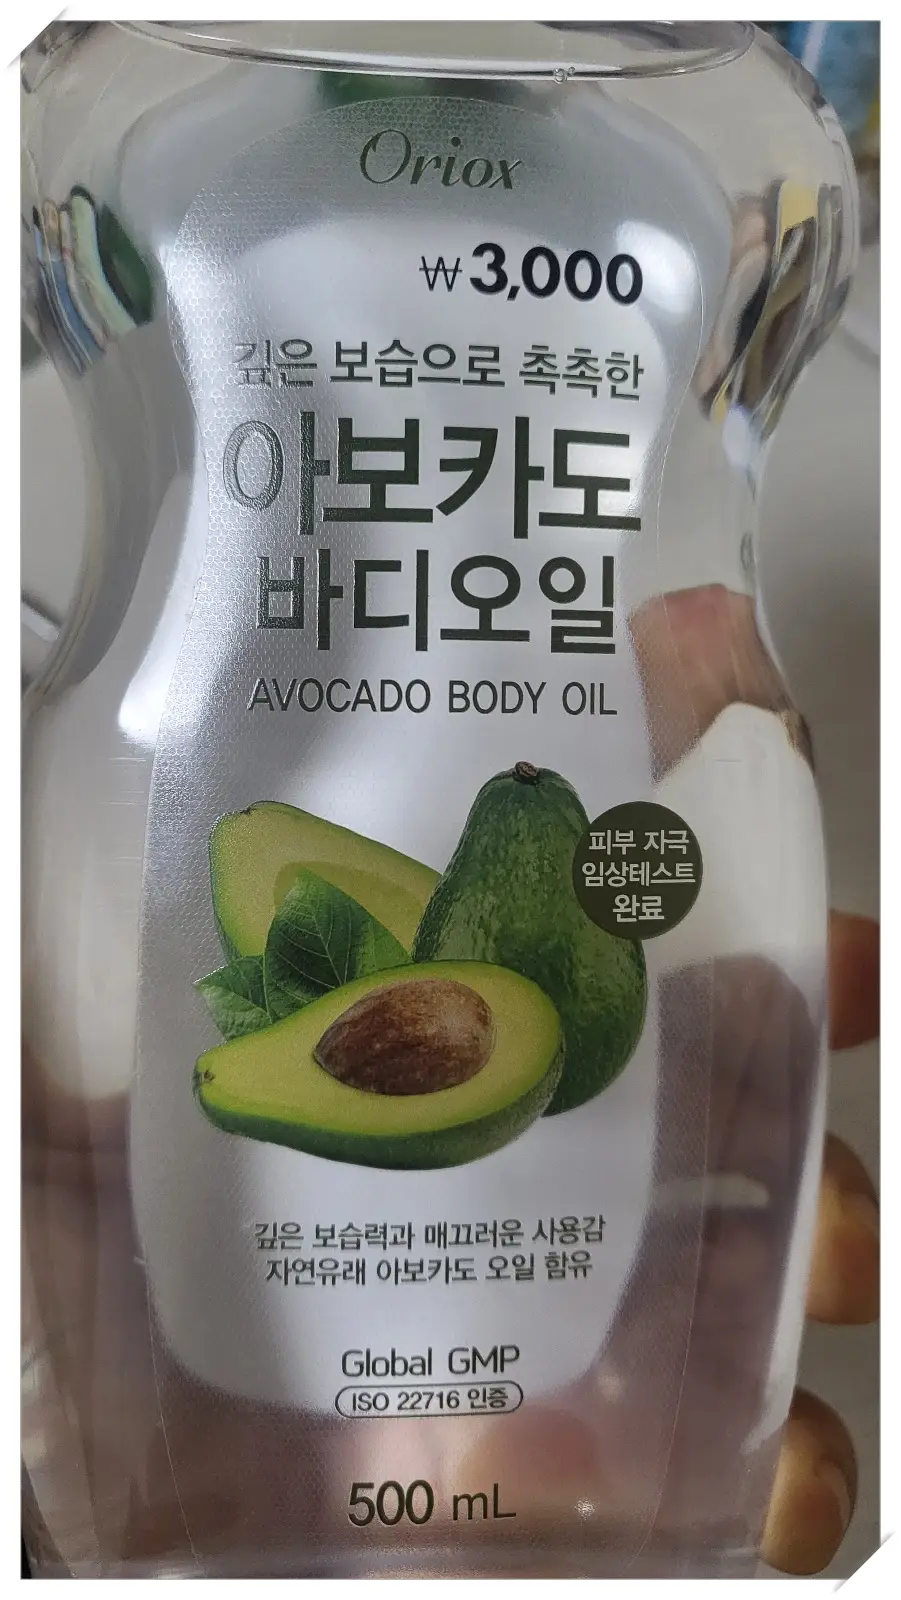 Oriox
₩3,000
깊은 보습으로 촉촉한
아보카도
바디오일
AVOCADO BODY OIL
피부 자극
임상테스트
완료
깊은 보습력과 매끄러운 사용감
자연유래 아보카도 오일 함유
Global GMP
ISO 22716 인증
500 mL